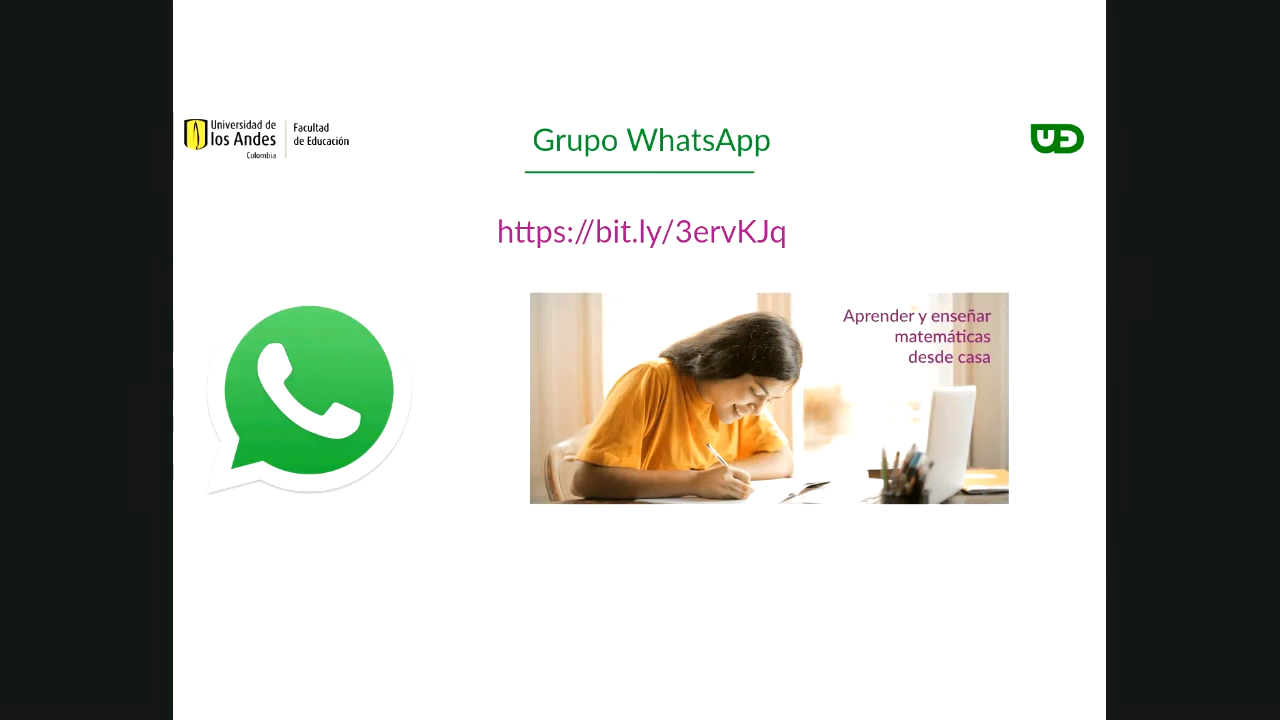 Universidad de
los Andes
Colombia
Facultad
de Educación
Grupo WhatsApp
https://bit.ly/3ervKJq
Aprender y enseñar
matemáticas
desde casa